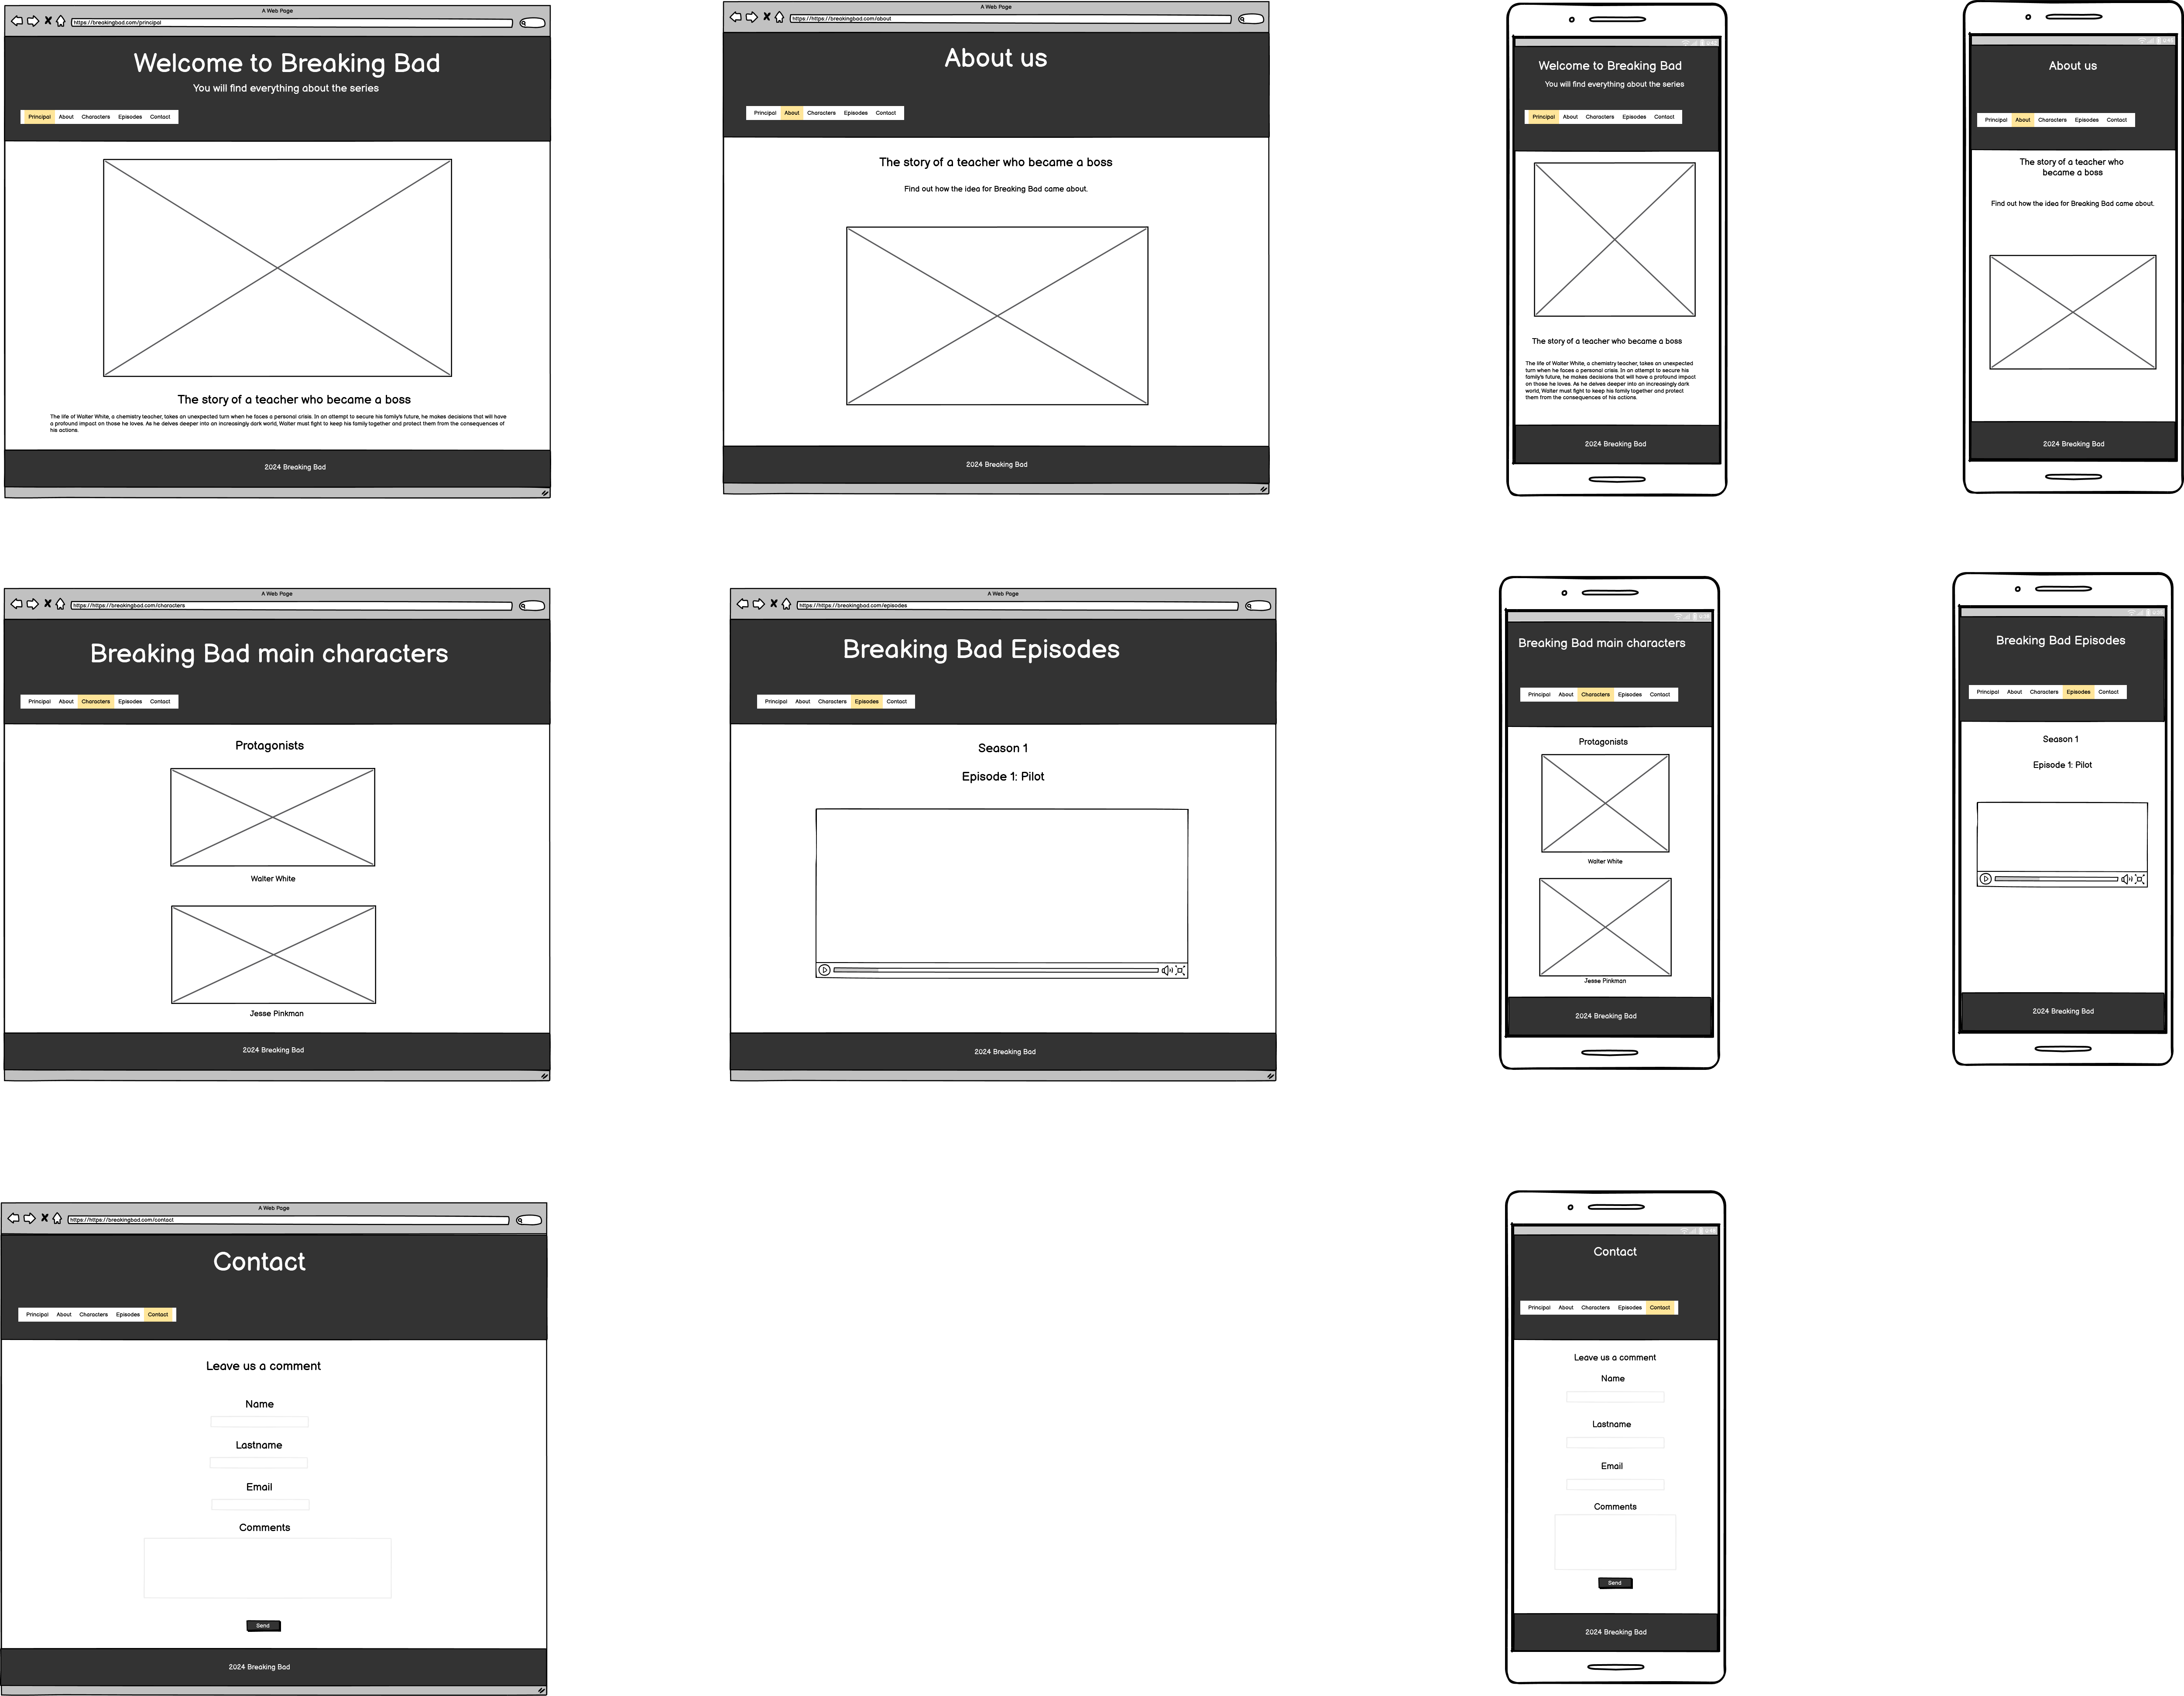 A Web Page
https://breakingbad.com/principal
Welcome to Breaking Bad
You will find everything about the series
Principal About Characters Episodes Contact
The story of a teacher who became a boss
The life of Walter White, a chemistry teacher, takes an unexpected turn when he faces a personal crisis. In an attempt to secure his family's future, he makes decisions that will have
a profound impact on those he loves. As he delves deeper into an increasingly dark world, Walter must fight to keep his family together and protect them from the consequences of
his actions.
2024 Breaking Bad
A Web Page
https://https://breakingbad.com/about
About us
Principal About Characters Episodes Contact
The story of a teacher who became a boss
Find out how the idea for Breaking Bad came about.
2024 Breaking Bad
Welcome to Breaking Bad
You will find everything about the series
Principal About Characters Episodes Contact
The story of a teacher who became a boss
The life of Walter White, a chemistry teacher, takes an unexpected
turn when he faces a personal crisis. In an attempt to secure his
family's future, he makes decisions that will have a profound impact
on those he loves. As he delves deeper into an increasingly dark
world, Walter must fight to keep his family together and protect
them from the consequences of his actions.
2024 Breaking Bad
About us
Principal About Characters Episodes Contact
The story of a teacher who
became a boss
Find out how the idea for Breaking Bad came about.
2024 Breaking Bad
A Web Page
https://https://breakingbad.com/characters
Breaking Bad main characters
Principal About Characters Episodes Contact
Protagonists
Walter White
Jesse Pinkman
2024 Breaking Bad
A Web Page
https://https://breakingbad.com/episodes
Breaking Bad Episodes
Principal About Characters Episodes Contact
Season 1
Episode 1: Pilot
2024 Breaking Bad
Breaking Bad main characters
Principal About Characters Episodes Contact
Protagonists
Walter White
Jesse Pinkman
2024 Breaking Bad
Breaking Bad Episodes
Principal About Characters Episodes Contact
Season 1
Episode 1: Pilot
2024 Breaking Bad
A Web Page
https://https://breakingbad.com/contact
Contact
Principal About Characters Episodes Contact
Leave us a comment
Name
Lastname
Email
Comments
Send
2024 Breaking Bad
Contact
Principal About Characters Episodes Contact
Leave us a comment
Name
Lastname
Email
Comments
Send
2024 Breaking Bad